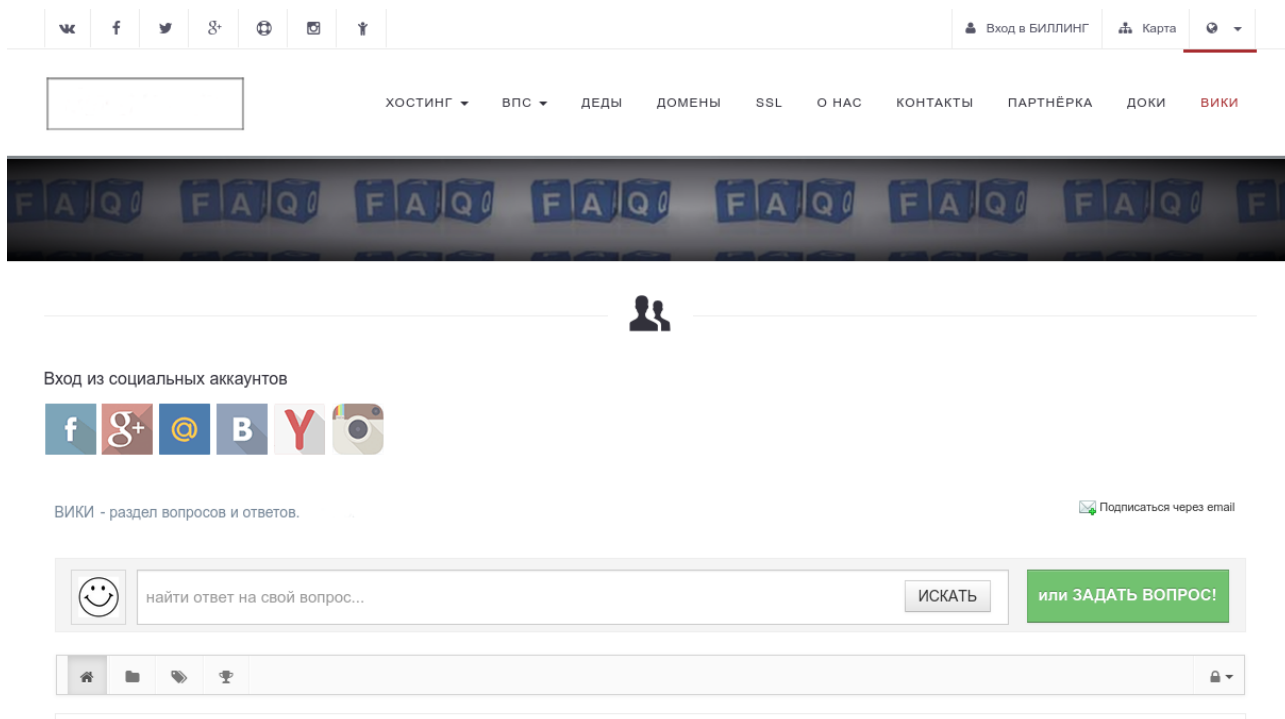 Вход в БИЛЛИНГ Карта
ХОСТИНГ ВПС ДЕДЫ ДОМЕНЫ SSL О НАС КОНТАКТЫ ПАРТНЁРКА ДОКИ ВИКИ
FAQ FAQ FAQ FAQ FAQ FAQ FAQ F
Вход из социальных аккаунтов
ВИКИ - раздел вопросов и ответов.
Подписаться через email
найти ответ на свой вопрос... ИСКАТЬ или ЗАДАТЬ ВОПРОС!